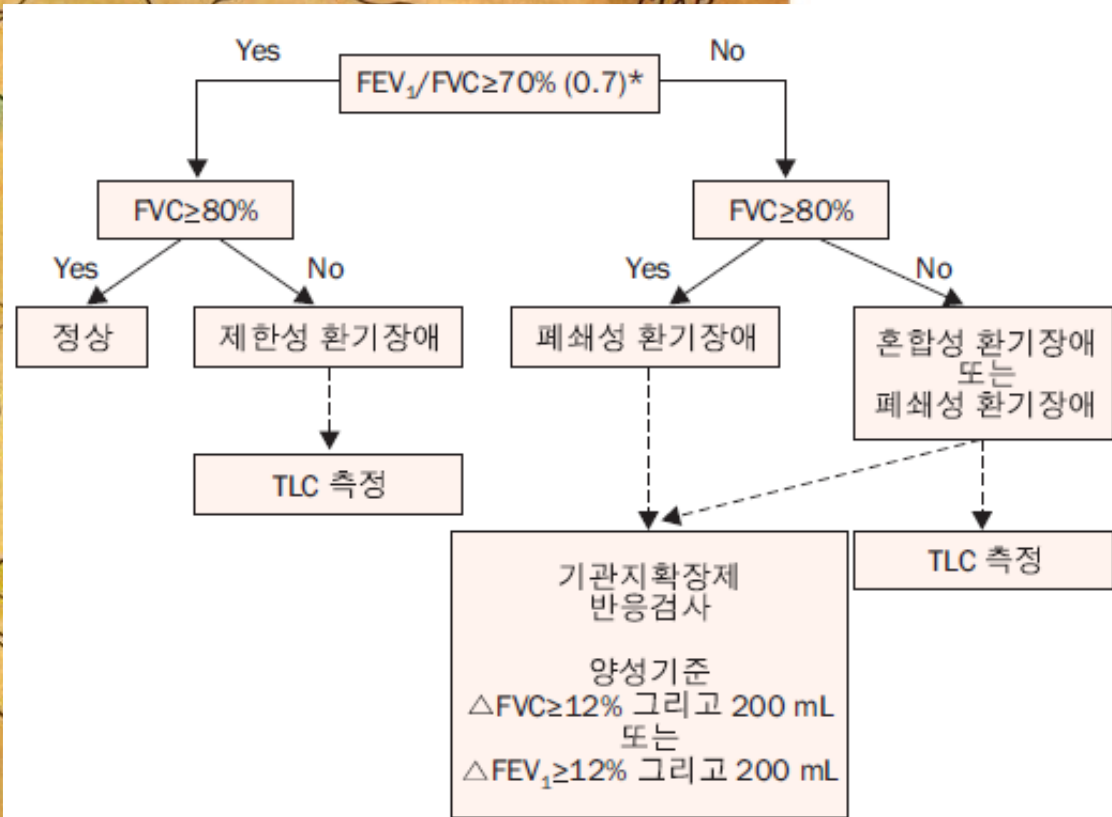 Yes
No
FEV₁/FVC≥70% (0.7)*
FVC≥80%
FVC≥80%
Yes
No
Yes
No
정상
제한성 환기장애
폐쇄성 환기장애
혼합성 환기장애
또는
폐쇄성 환기장애
TLC 측정
기관지확장제
반응검사
양성기준
△FVC≥12% 그리고 200 mL
또는
△FEV₁≥12% 그리고 200 mL
TLC 측정